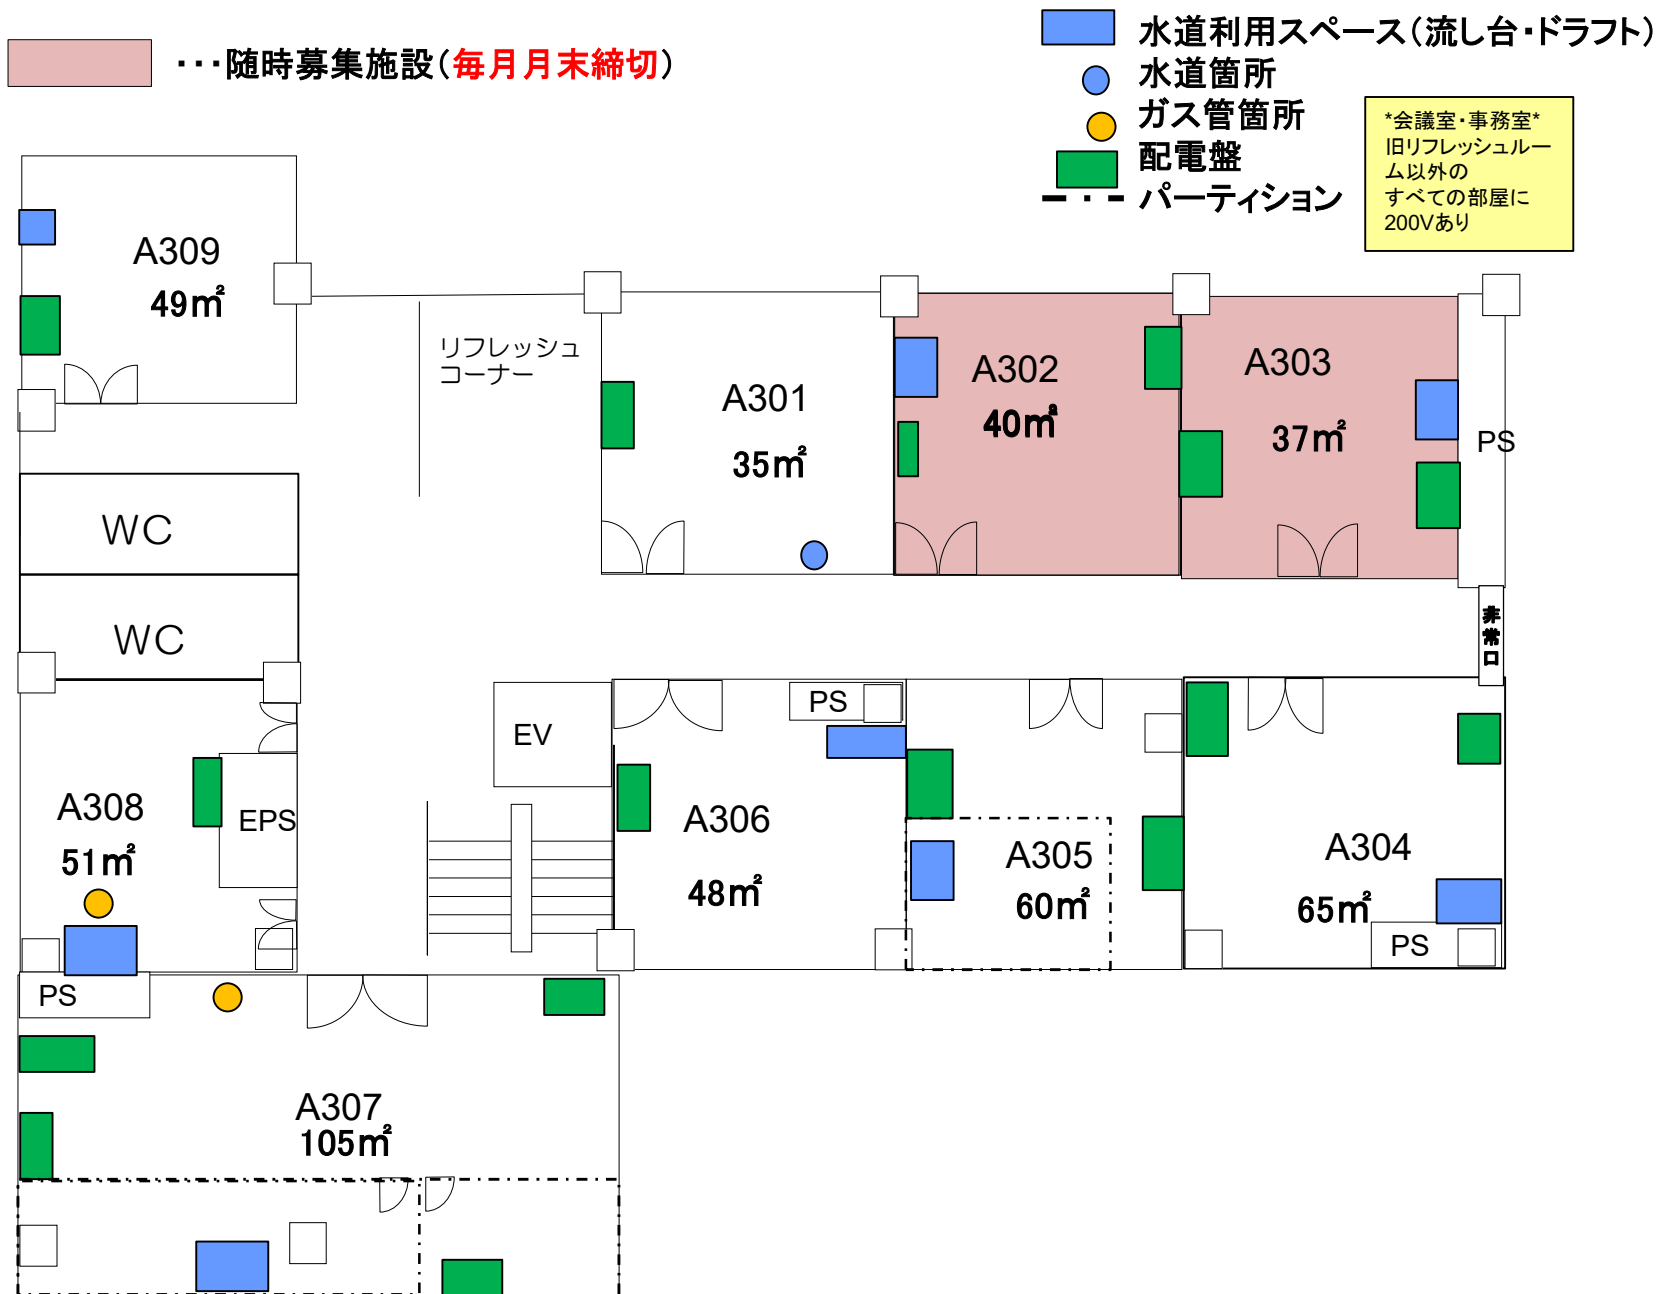 ・・・随時募集施設(毎月月末締切)
水道利用スペース(流し台・ドラフト)
水道箇所
ガス管箇所
配電盤
パーティション
*会議室・事務室*
旧リフレッシュルー
ム以外の
すべての部屋に
200Vあり
A309
49㎡
リフレッシュ
コーナー
A301
35㎡
A302
40㎡
A303
37㎡
PS
WC
WC
非常口
EV
PS
A308
51㎡
EPS
A306
48㎡
A305
60㎡
A304
65㎡
PS
PS
A307
105㎡